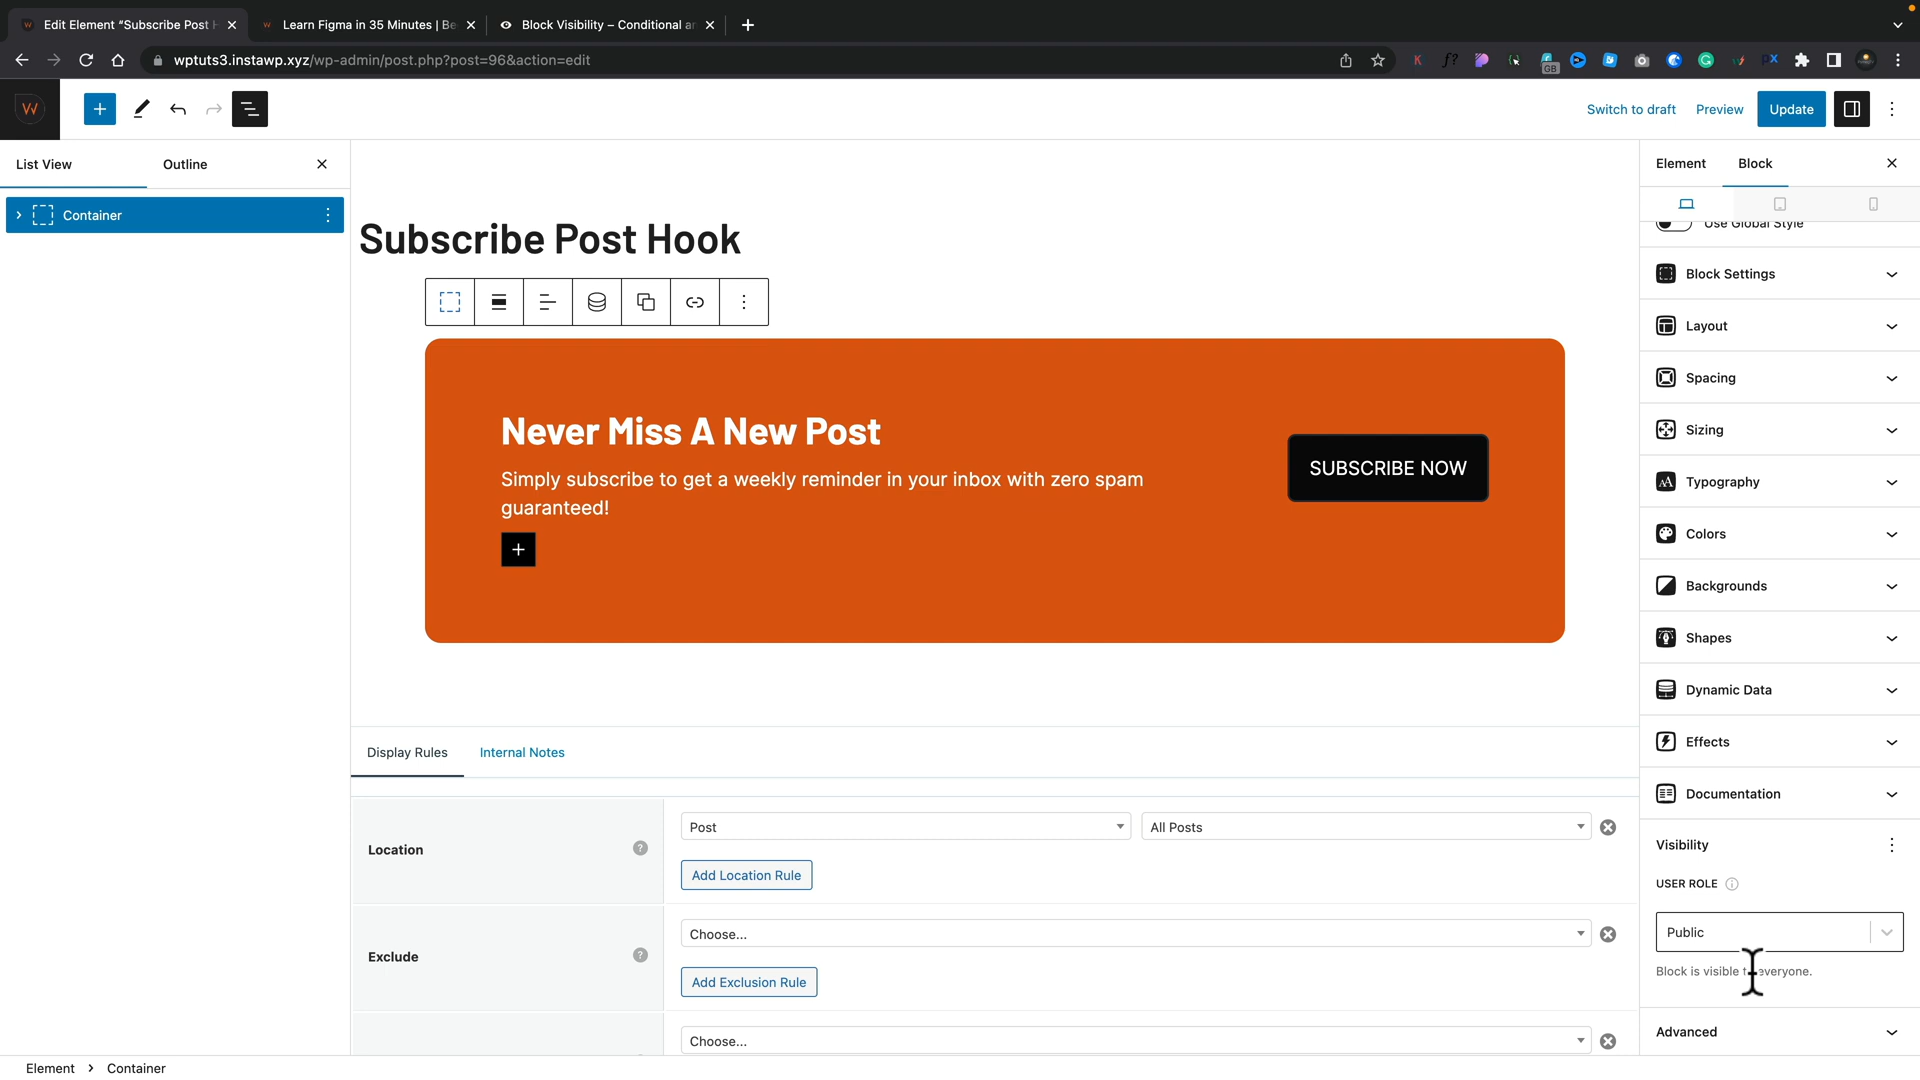 Edit Element “Subscribe Post H
Learn Figma in 35 Minutes | Be
Block Visibility – Conditional an
wptuts3.instawp.xyz/wp-admin/post.php?post=96&action=edit
GB
Switch to draft
Preview
Update
List View
Outline
Element
Block
Container
Use Global Style
Subscribe Post Hook
Block Settings
Layout
Spacing
Never Miss A New Post
Simply subscribe to get a weekly reminder in your inbox with zero spam
guaranteed!
SUBSCRIBE NOW
Sizing
Typography
Colors
Backgrounds
Shapes
Dynamic Data
Effects
Documentation
Display Rules
Internal Notes
Location
Post
All Posts
Add Location Rule
Exclude
Choose...
Add Exclusion Rule
Choose...
Visibility
USER ROLE
Public
Block is visible to everyone.
Advanced
Element > Container